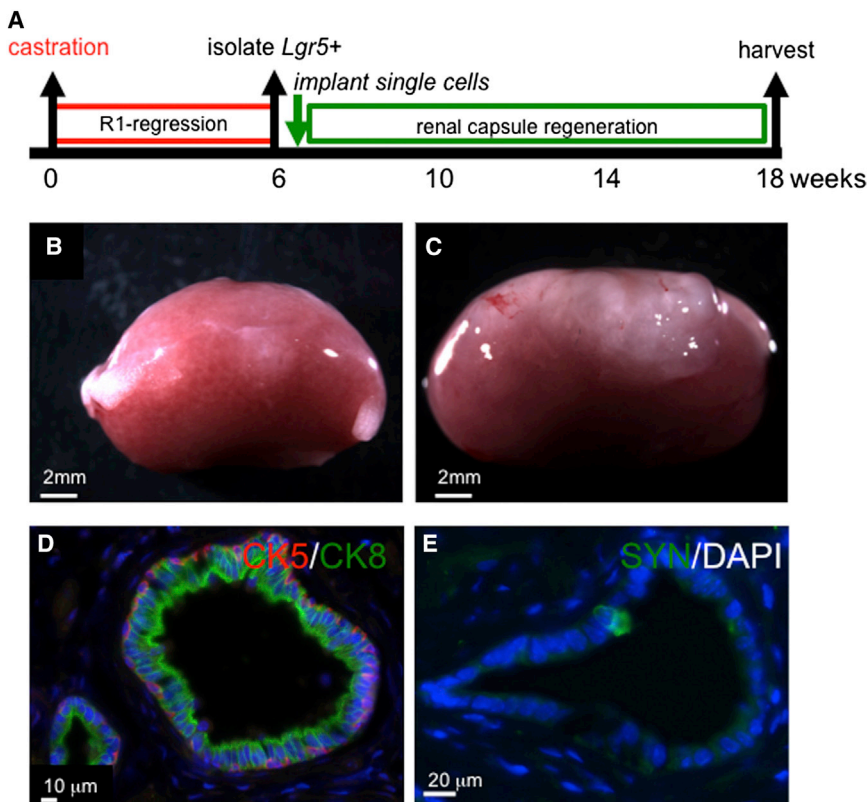 A
castration
isolate Lgr5+
harvest
implant single cells
R1-regression
renal capsule regeneration
0 6 10 14 18 weeks
B
C
2mm
2mm
D
CK5/CK8
E
SYN/DAPI
10 μm
20 μm